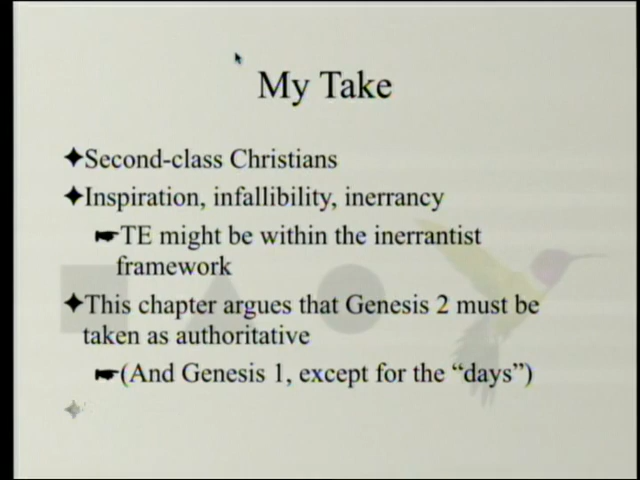 My Take
Second-class Christians
Inspiration, infallibility, inerrancy
TE might be within the inerrantist
framework
This chapter argues that Genesis 2 must be
taken as authoritative
(And Genesis 1, except for the “days”)